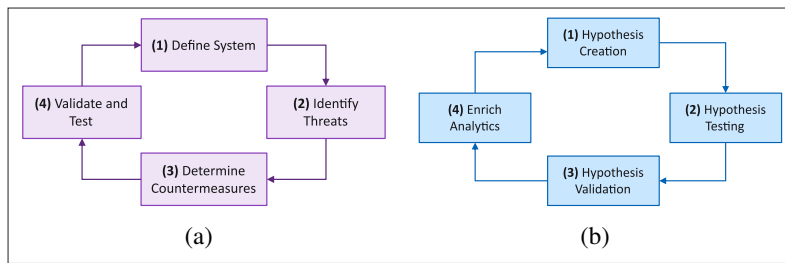 (1) Define System
(2) Identify
Threats
(3) Determine
Countermeasures
(4) Validate and
Test
(a)
(1) Hypothesis
Creation
(2) Hypothesis
Testing
(3) Hypothesis
Validation
(4) Enrich
Analytics
(b)